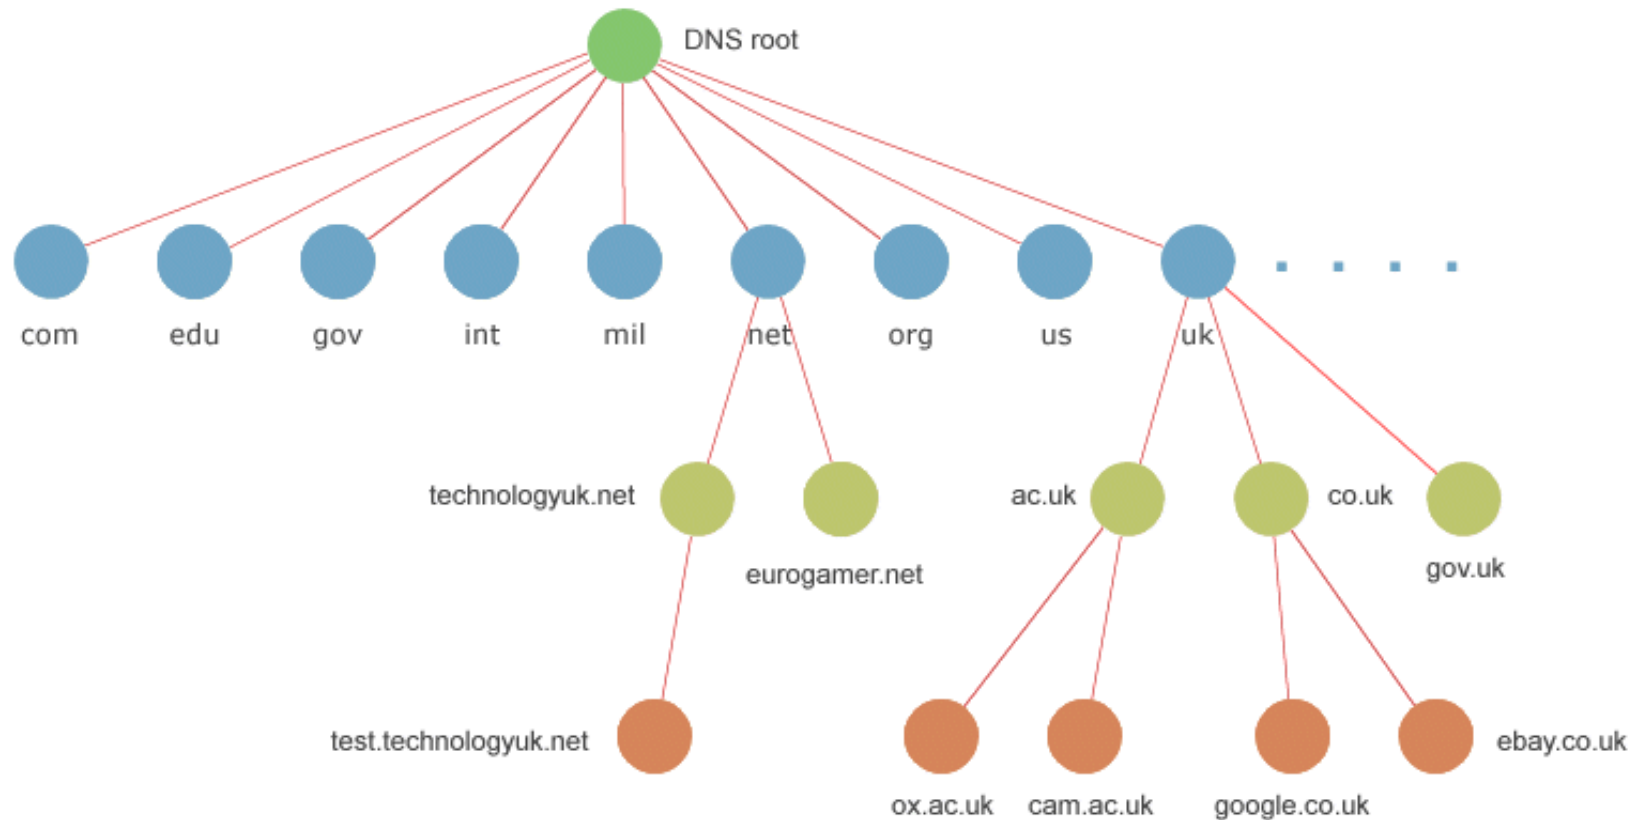 DNS root
com
edu
gov
int
mil
net
org
us
uk
technologyuk.net
eurogamer.net
ac.uk
co.uk
gov.uk
test.technologyuk.net
ox.ac.uk
cam.ac.uk
google.co.uk
ebay.co.uk